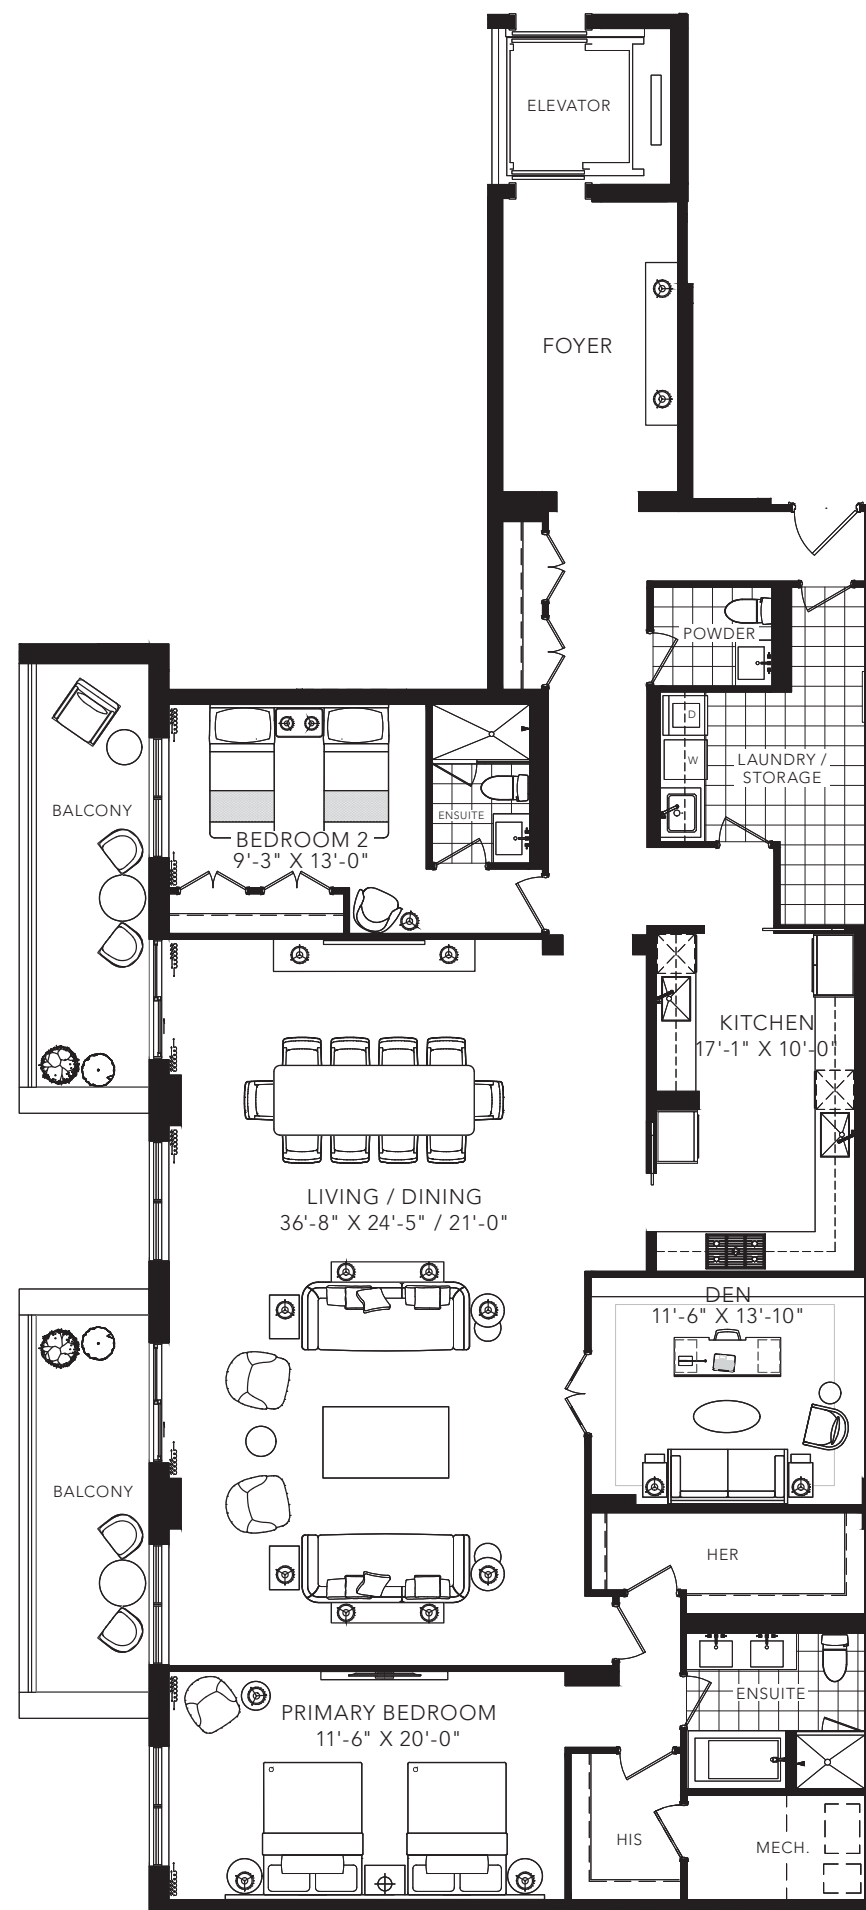 ELEVATOR
FOYER
POWDER
D
W
LAUNDRY /
STORAGE
BALCONY
ENSUITE
BEDROOM 2
9'-3" X 13'-0"
KITCHEN
17'-1" X 10'-0"
LIVING / DINING
36'-8" X 24'-5" / 21'-0"
DEN
11'-6" X 13'-10"
BALCONY
HER
ENSUITE
PRIMARY BEDROOM
11'-6" X 20'-0"
HIS
MECH.